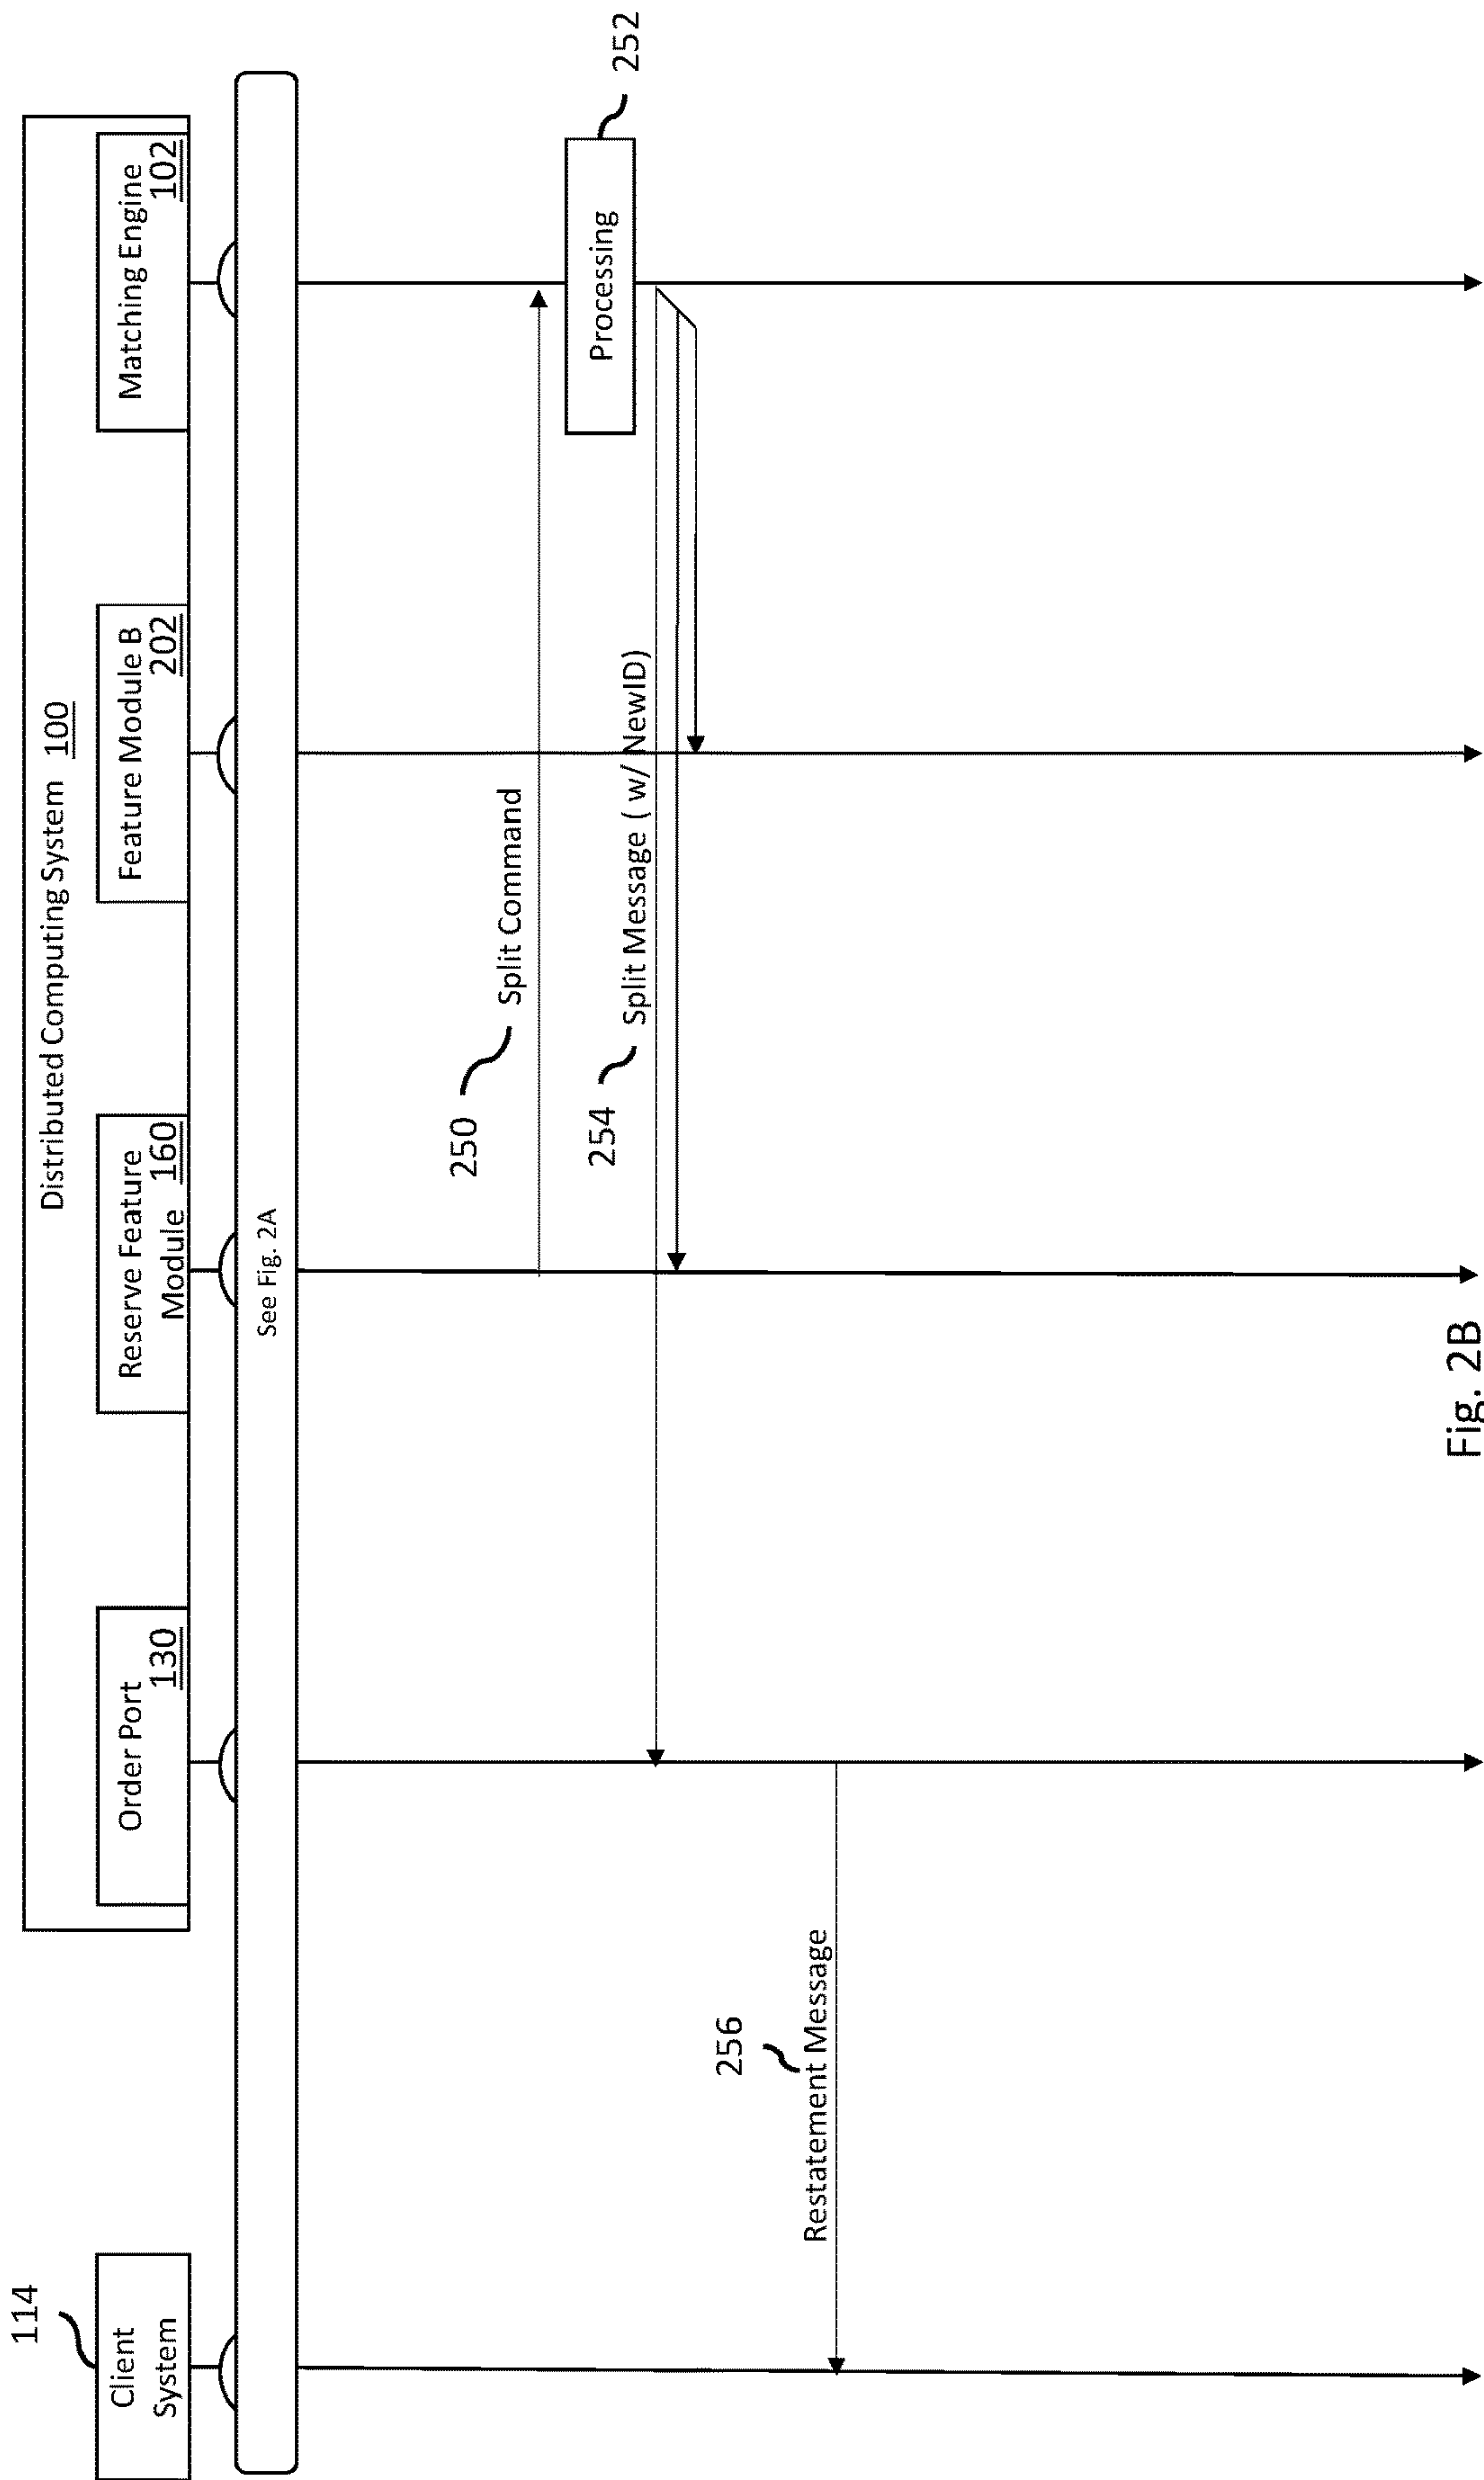 Distributed Computing System 100
114
Client
System
Order Port
130
Reserve Feature
Module 160
Feature Module B
202
Matching Engine
102
See Fig. 2A
250
Split Command
Processing
252
254
Split Message ( w/ NewID)
256
Restatement Message
Fig. 2B